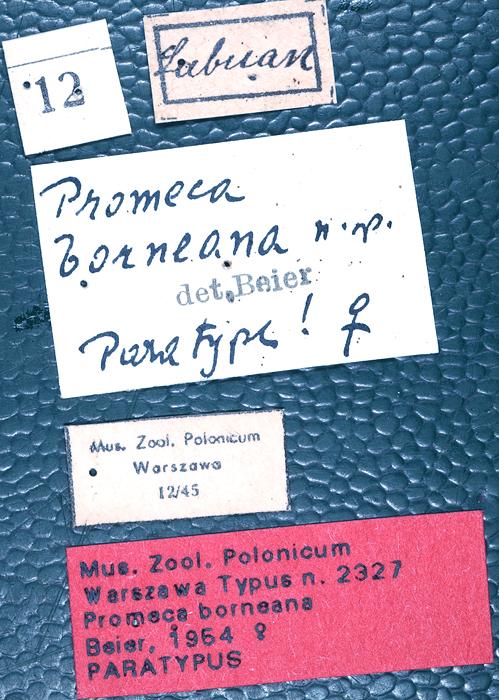 12
Labuan
Promeca
borneana n.sp.
det. Beier
Paratype! ♀
Mus. Zool. Polonicum
Warszawa
12/45
Mus. Zool. Polonicum
Warszawa Typus n. 2327
Promeca borneana
Beier, 1954 ♀
PARATYPUS